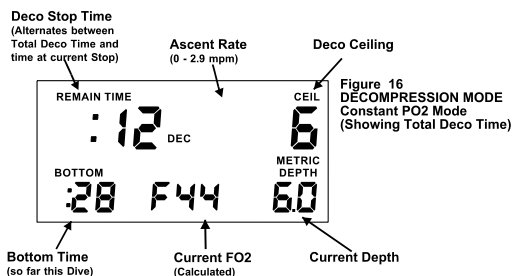 Deco Stop Time
(Alternates between
Total Deco Time and
time at current Stop)
Ascent Rate
(0 - 2.9 mpm)
Deco Ceiling
Figure 16
DECOMPRESSION MODE
Constant PO2 Mode
(Showing Total Deco Time)
REMAIN TIME
CEIL
:12 DEC
6
METRIC
BOTTOM
DEPTH
:28 F44 6.0
Bottom Time
(so far this Dive)
Current FO2
(Calculated)
Current Depth